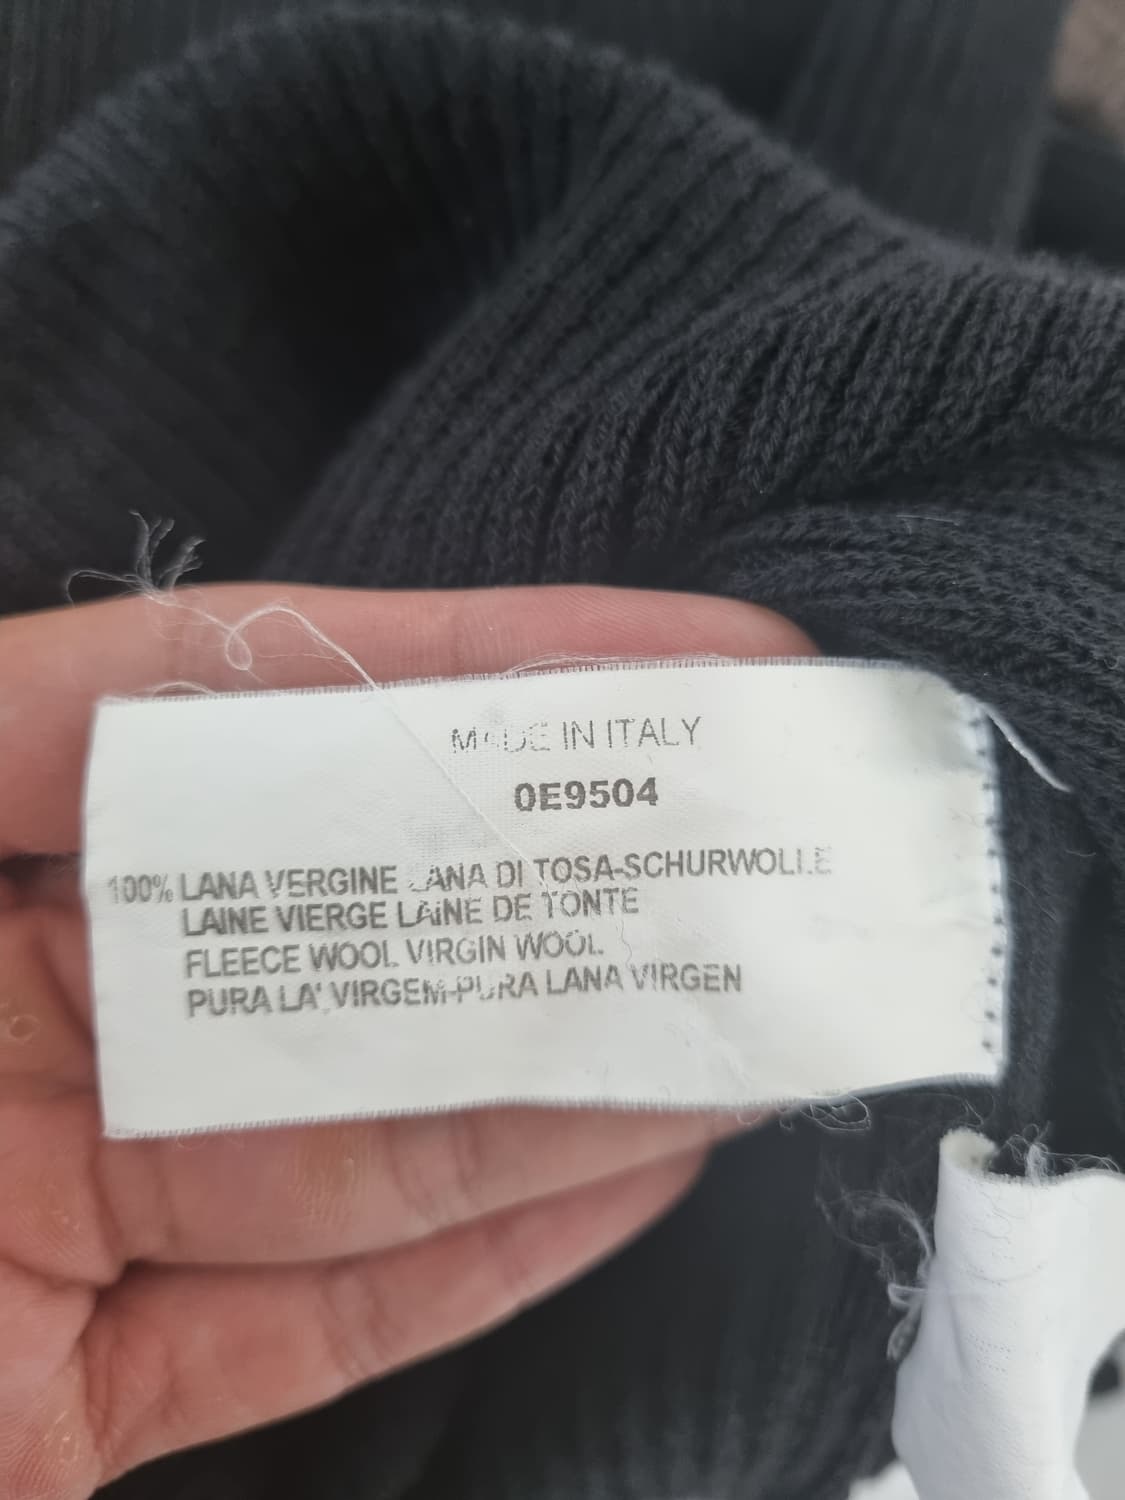 MADE IN ITALY
0E9504
100% LANA VERGINE LANA DI TOSA-SCHURWOLLE
LAINE VIERGE LAINE DE TONTE
FLEECE WOOL VIRGIN WOOL
PURA LA' VIRGEM-PURA LANA VIRGEN